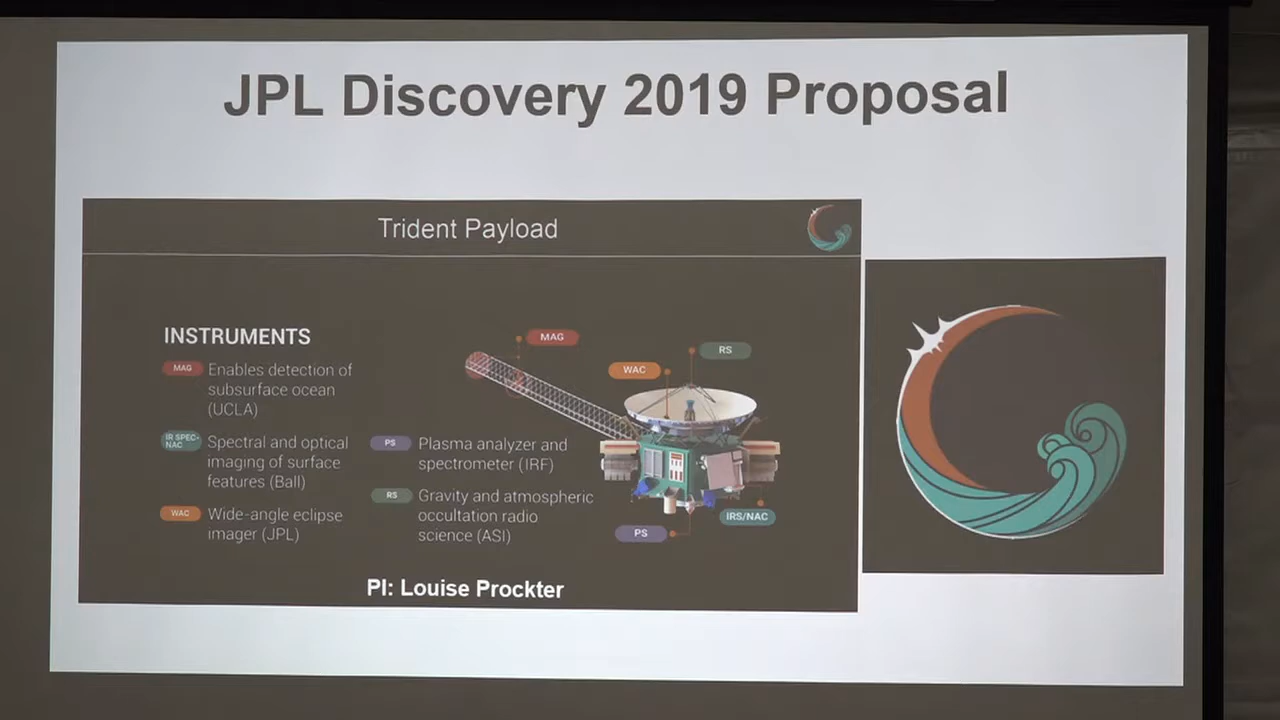 JPL Discovery 2019 Proposal
Trident Payload
INSTRUMENTS
MAG
Enables detection of
subsurface ocean
(UCLA)
IR SPEC-
NAC
Spectral and optical
imaging of surface
features (Ball)
WAC
Wide-angle eclipse
imager (JPL)
PS
Plasma analyzer and
spectrometer (IRF)
RS
Gravity and atmospheric
occultation radio
science (ASI)
MAG
WAC
RS
IRS/NAC
PS
PI: Louise Prockter